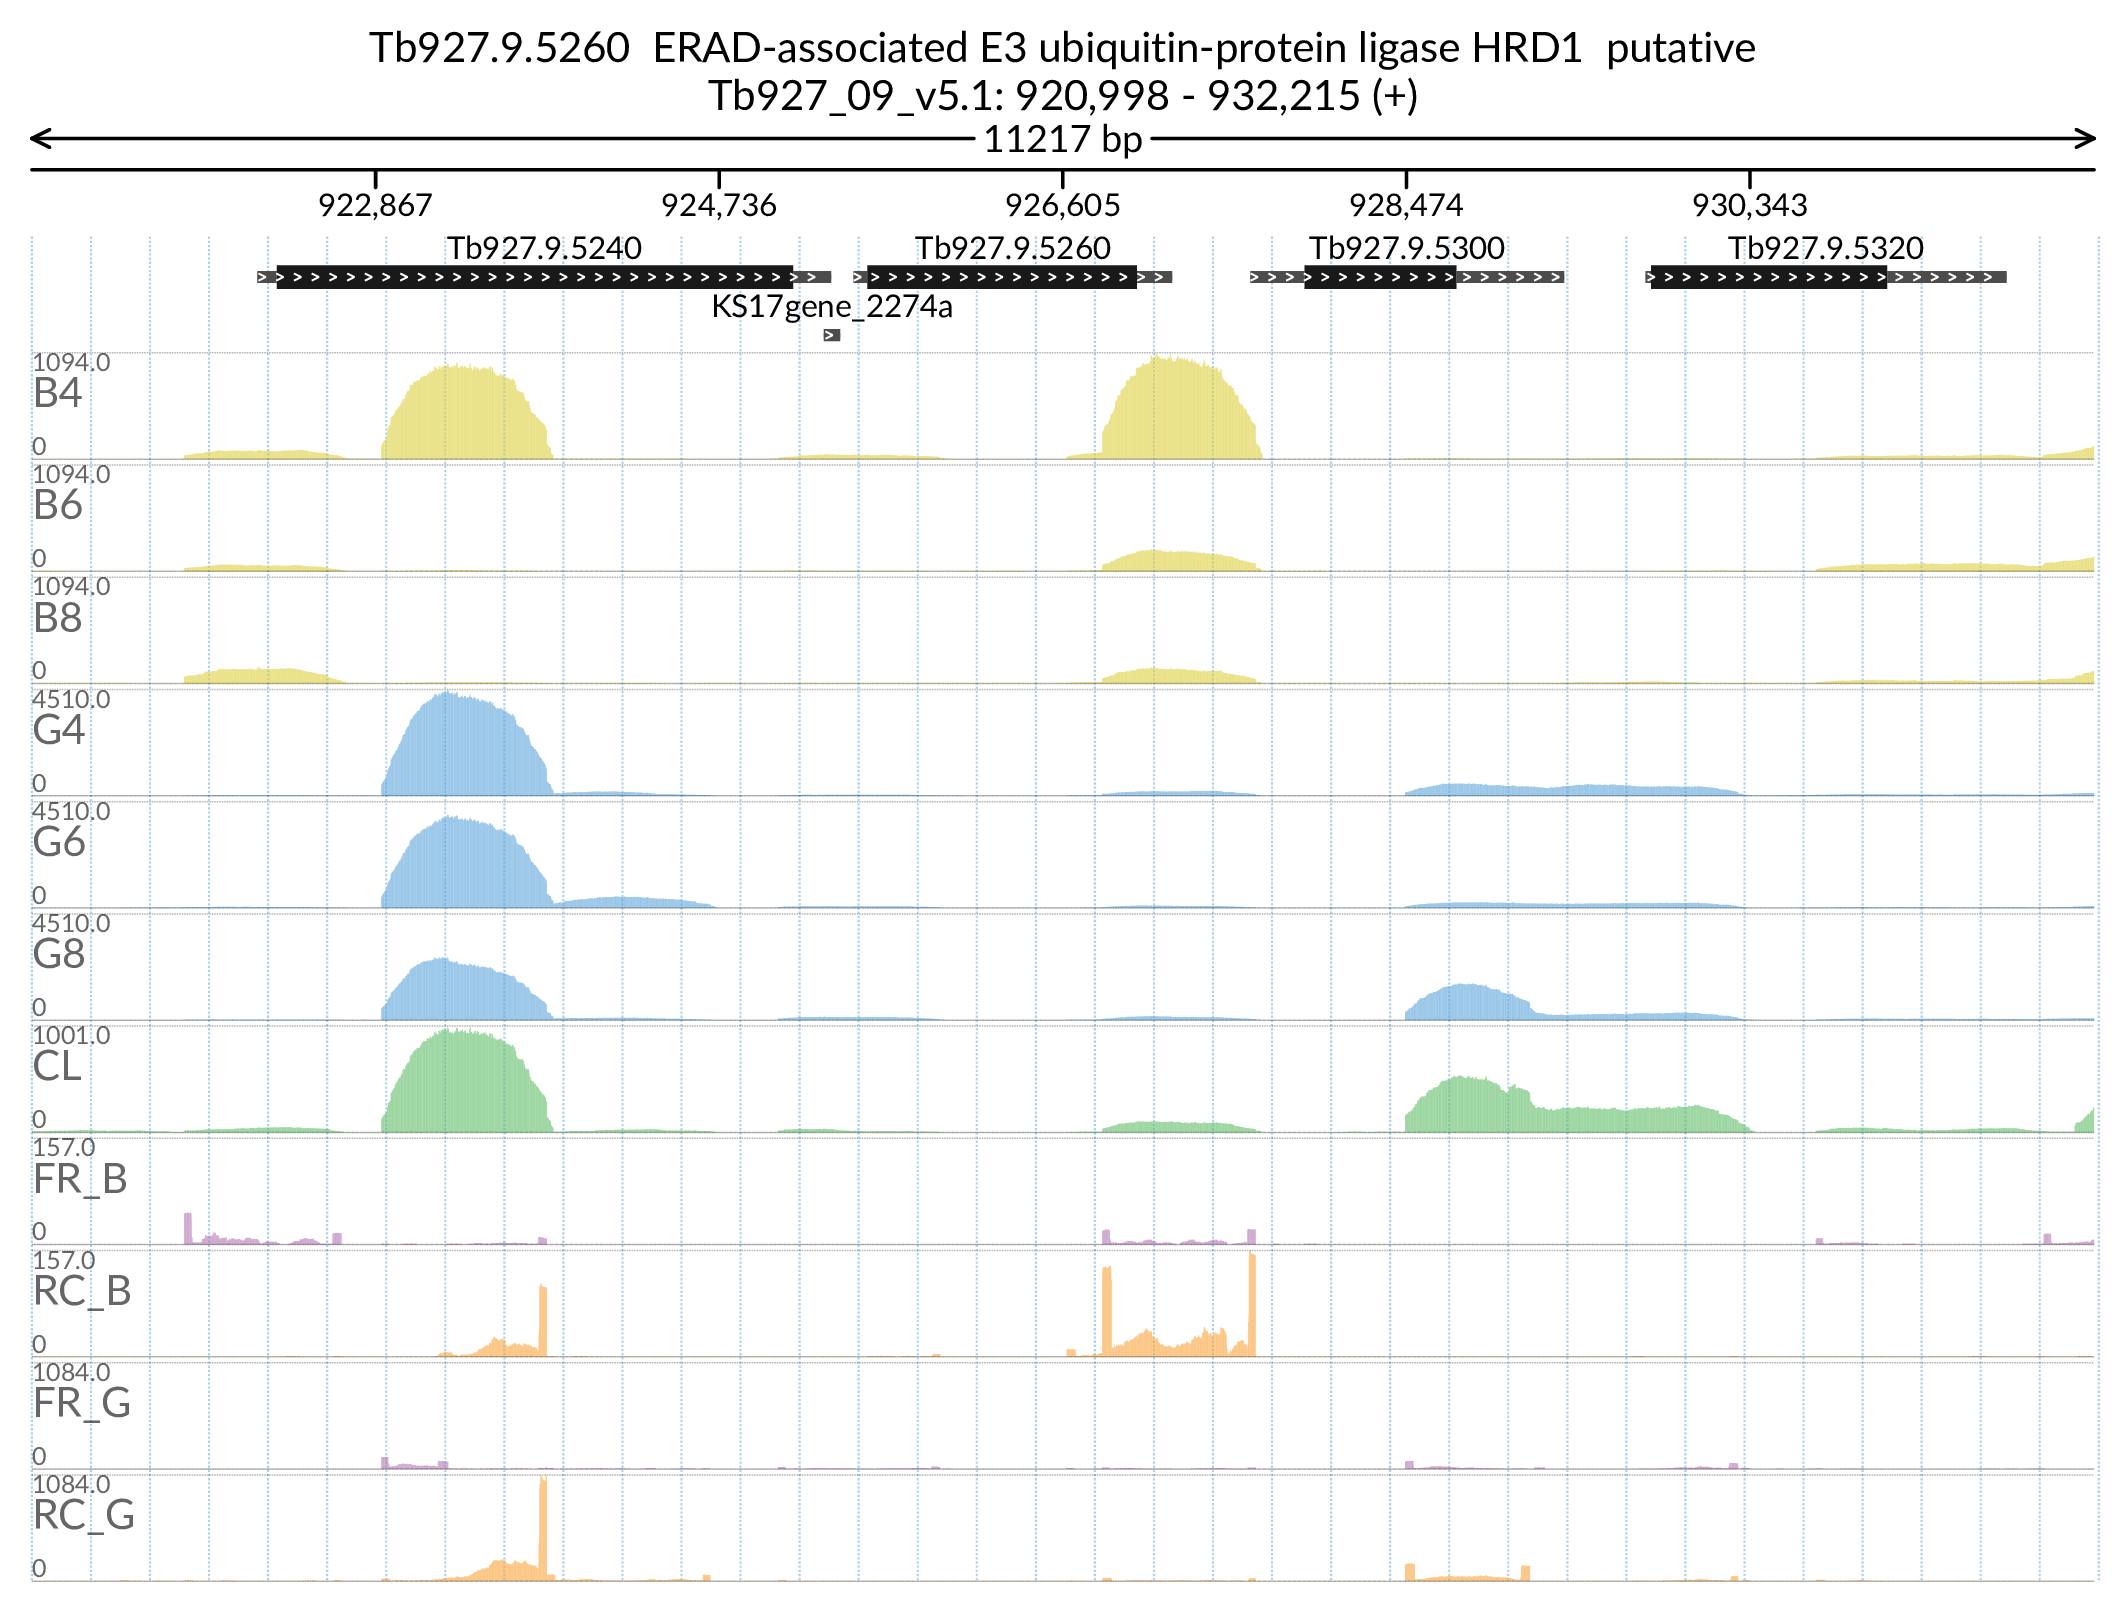 Tb927.9.5260  ERAD-associated E3 ubiquitin-protein ligase HRD1  putative
Tb927_09_v5.1: 920,998 - 932,215 (+)
11217 bp
922,867 924,736 926,605 928,474 930,343
Tb927.9.5240 Tb927.9.5260 Tb927.9.5300 Tb927.9.5320
KS17gene_2274a
1094.0
B4
0
1094.0
B6
0
1094.0
B8
0
4510.0
G4
0
4510.0
G6
0
4510.0
G8
0
1001.0
CL
0
157.0
FR_B
0
157.0
RC_B
0
1084.0
FR_G
0
1084.0
RC_G
0